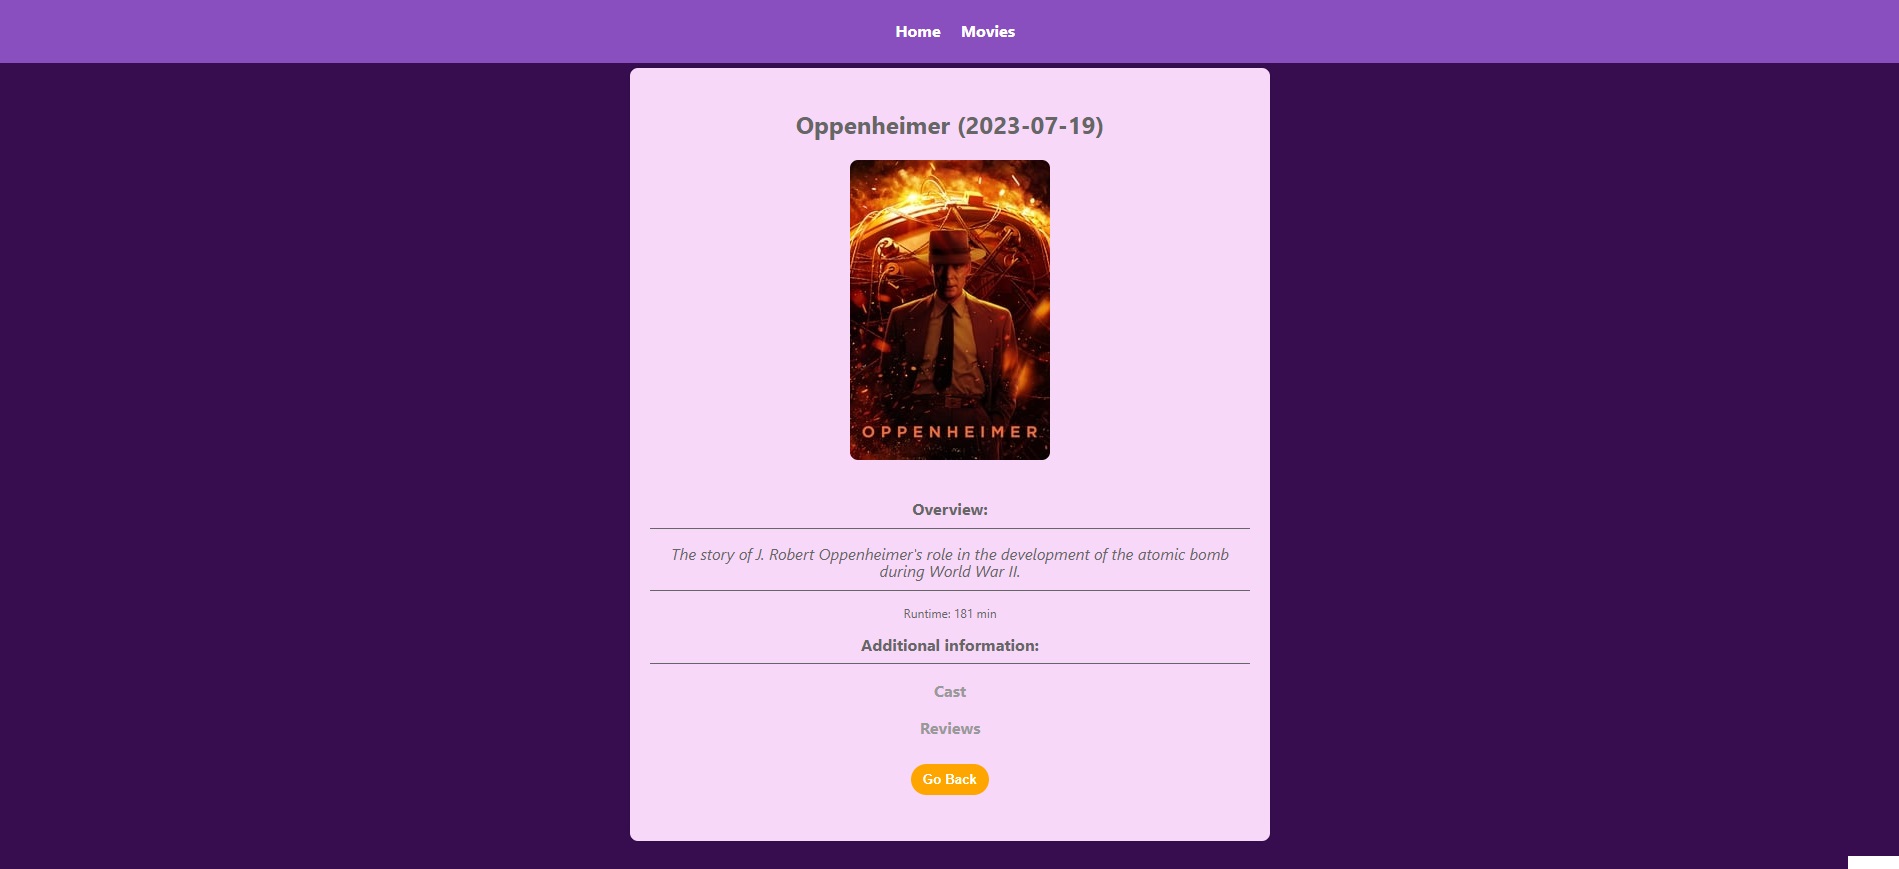 Home Movies
Oppenheimer (2023-07-19)
OPPENHEIMER
Overview:
The story of J. Robert Oppenheimer's role in the development of the atomic bomb
during World War II.
Runtime: 181 min
Additional information:
Cast
Reviews
Go Back